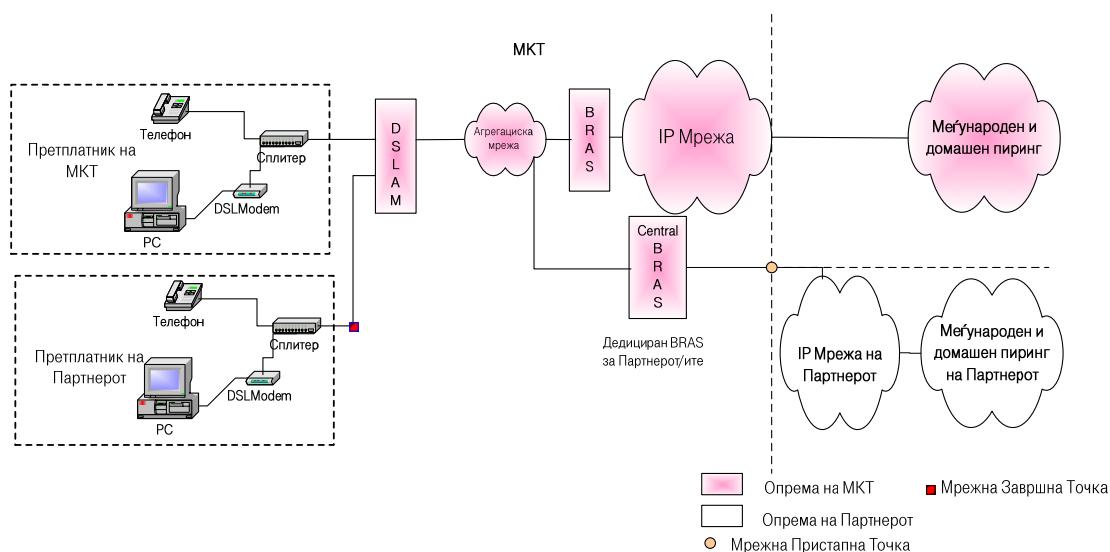 МКТ
Телефон
Сплитер
Претплатник на
МКТ
DSLModem
PC
D
S
L
A
M
Агрегациска
мрежа
B
R
A
S
IP Мрежа
Меѓународен и
домашен пиринг
Central
B
R
A
S
Дедициран BRAS
за Партнерот/ите
Телефон
Сплитер
Претплатник на
Партнерот
DSLModem
PC
IP Мрежа на
Партнерот
Меѓународен и
домашен пиринг
на Партнерот
Опрема на МКТ
Мрежна Завршна Точка
Опрема на Партнерот
Мрежна Пристапна Точка